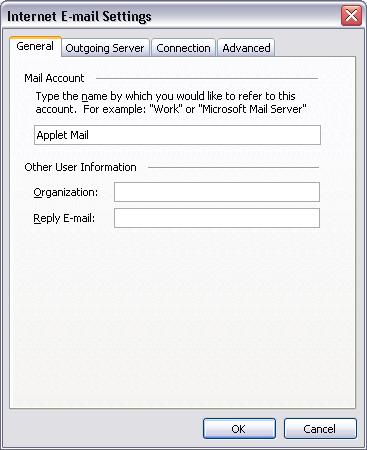 Internet E-mail Settings
General Outgoing Server Connection Advanced
Mail Account
Type the name by which you would like to refer to this
account. For example: "Work" or "Microsoft Mail Server"
Applet Mail
Other User Information
Organization:
Reply E-mail:
OK Cancel